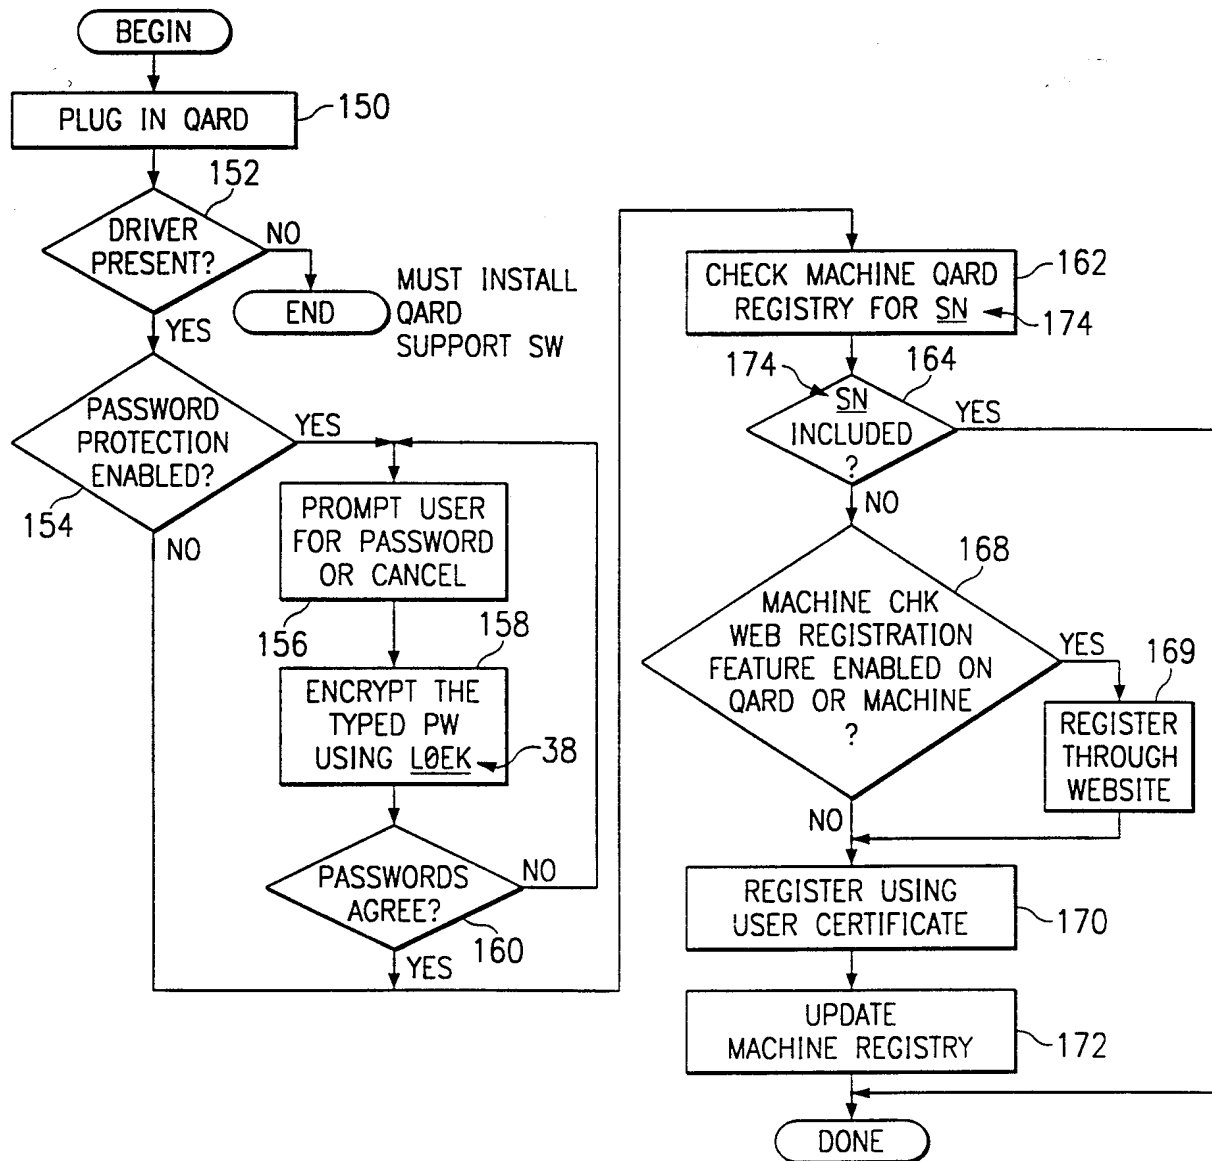 BEGIN
PLUG IN QARD
150
152
DRIVER
PRESENT?
NO
END
MUST INSTALL
QARD
SUPPORT SW
YES
PASSWORD
PROTECTION
ENABLED?
154
YES
NO
PROMPT USER
FOR PASSWORD
OR CANCEL
156
158
ENCRYPT THE
TYPED PW
USING L0EK
38
PASSWORDS
AGREE?
NO
160
YES
CHECK MACHINE QARD
REGISTRY FOR SN
162
174
174
164
SN
INCLUDED
?
YES
NO
168
MACHINE CHK
WEB REGISTRATION
FEATURE ENABLED ON
QARD OR MACHINE
?
YES
169
REGISTER
THROUGH
WEBSITE
NO
REGISTER USING
USER CERTIFICATE
170
UPDATE
MACHINE REGISTRY
172
DONE